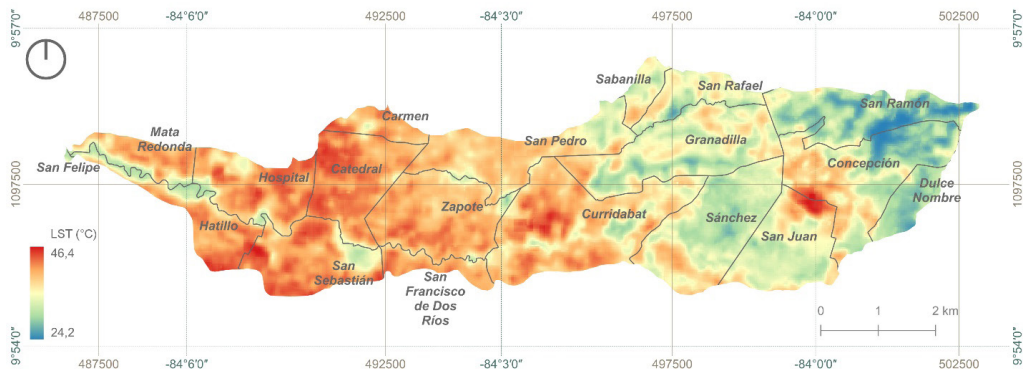 487500 -84°6'0" 492500 -84°3'0" 497500 -84°0'0" 502500
9°57'0"
9°57'0"
Sabanilla
San Rafael
San Ramón
Carmen
Mata
Redonda
San Pedro
Granadilla
San Felipe
Hospital
Catedral
Concepción
1097500
1097500
Dulce
Nombre
Zapote
Curridabat
Sánchez
Hatillo
San Juan
LST (°C)
46,4
24,2
San
Sebastián
San
Francisco
de Dos
Ríos
0 1 2 km
9°54'0"
9°54'0"
487500 -84°6'0" 492500 -84°3'0" 497500 -84°0'0" 502500